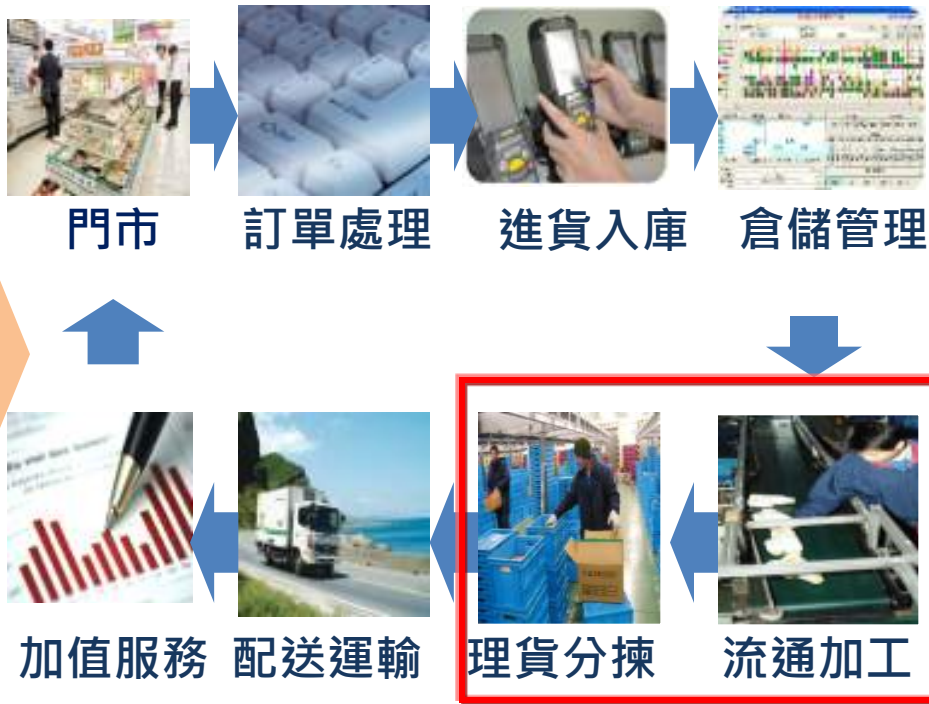 門市
訂單處理
進貨入庫
倉儲管理
加值服務
配送運輸
理貨分揀
流通加工